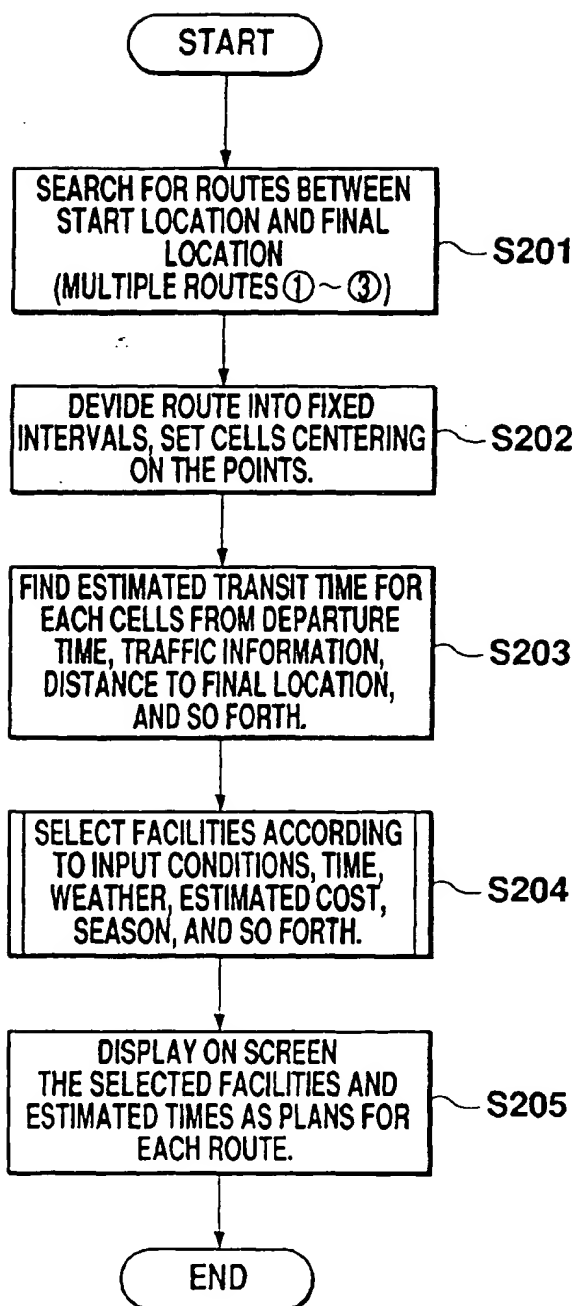 START
SEARCH FOR ROUTES BETWEEN
START LOCATION AND FINAL
LOCATION
(MULTIPLE ROUTES ①~③)
S201
DEVIDE ROUTE INTO FIXED
INTERVALS, SET CELLS CENTERING
ON THE POINTS.
S202
FIND ESTIMATED TRANSIT TIME FOR
EACH CELLS FROM DEPARTURE
TIME, TRAFFIC INFORMATION,
DISTANCE TO FINAL LOCATION,
AND SO FORTH.
S203
SELECT FACILITIES ACCORDING
TO INPUT CONDITIONS, TIME,
WEATHER, ESTIMATED COST,
SEASON, AND SO FORTH.
S204
DISPLAY ON SCREEN
THE SELECTED FACILITIES AND
ESTIMATED TIMES AS PLANS FOR
EACH ROUTE.
S205
END